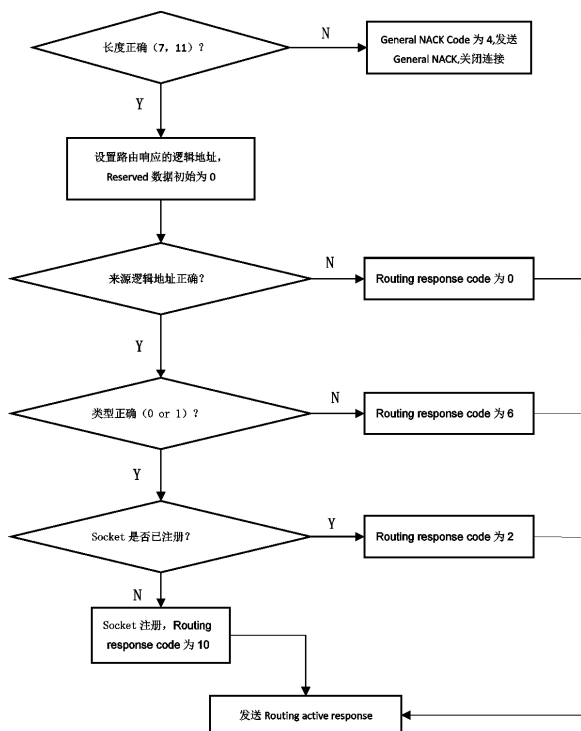 长度正确（7, 11）？
N
General NACK Code 为 4,发送
General NACK,关闭连接
Y
设置路由响应的逻辑地址，
Reserved 数据初始为 0
来源逻辑地址正确？
N
Routing response code 为 0
Y
类型正确（0 or 1）？
N
Routing response code 为 6
Y
Socket 是否已注册？
Y
Routing response code 为 2
N
Socket 注册，Routing
response code 为 10
发送 Routing active response